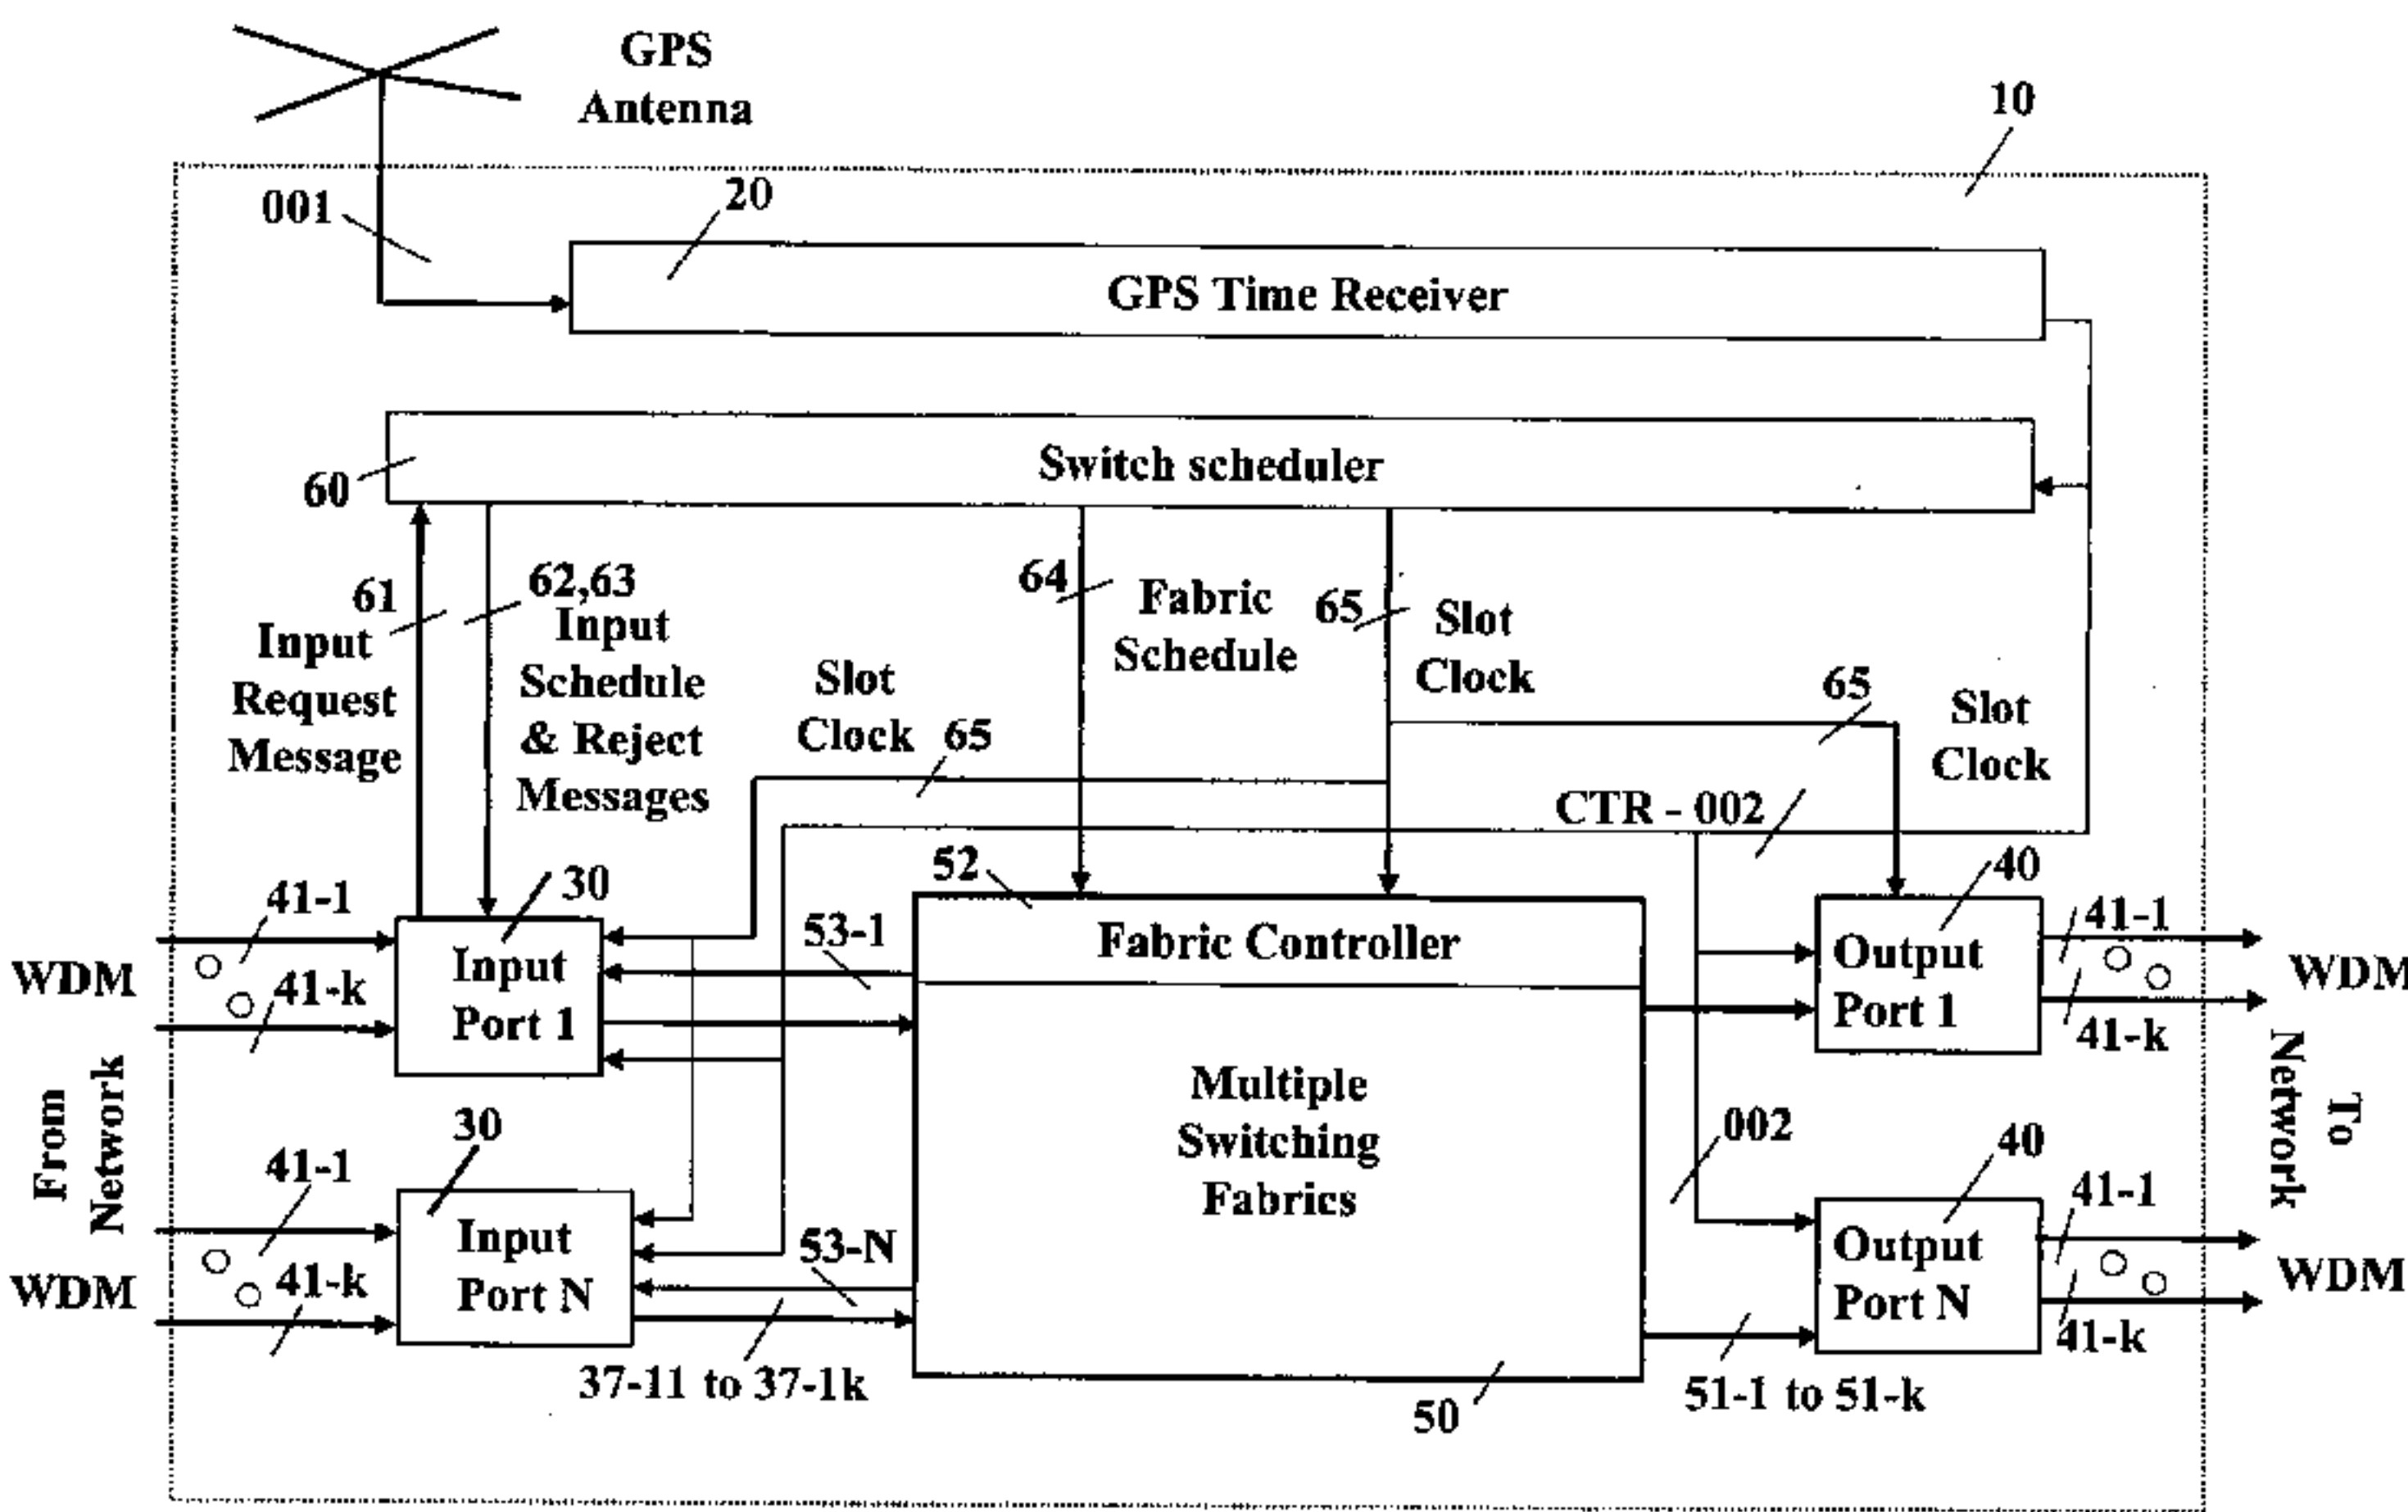 GPS
Antenna
10
001
20
GPS Time Receiver
Switch scheduler
60
61
Input
Request
Message
62,63
Input
Schedule
& Reject
Messages
64
Fabric
Schedule
65
Slot
Clock
Slot
Clock
65
65
Slot
Clock
CTR - 002
52
30
40
41-1
41-k
WDM
Input
Port 1
53-1
Fabric Controller
Output
Port 1
41-1
41-k
WDM
From
Network
Multiple
Switching
Fabrics
002
To
Network
30
40
41-1
41-k
WDM
Input
Port N
53-N
37-11 to 37-1k
50
Output
Port N
41-1
41-k
WDM
51-1 to 51-k